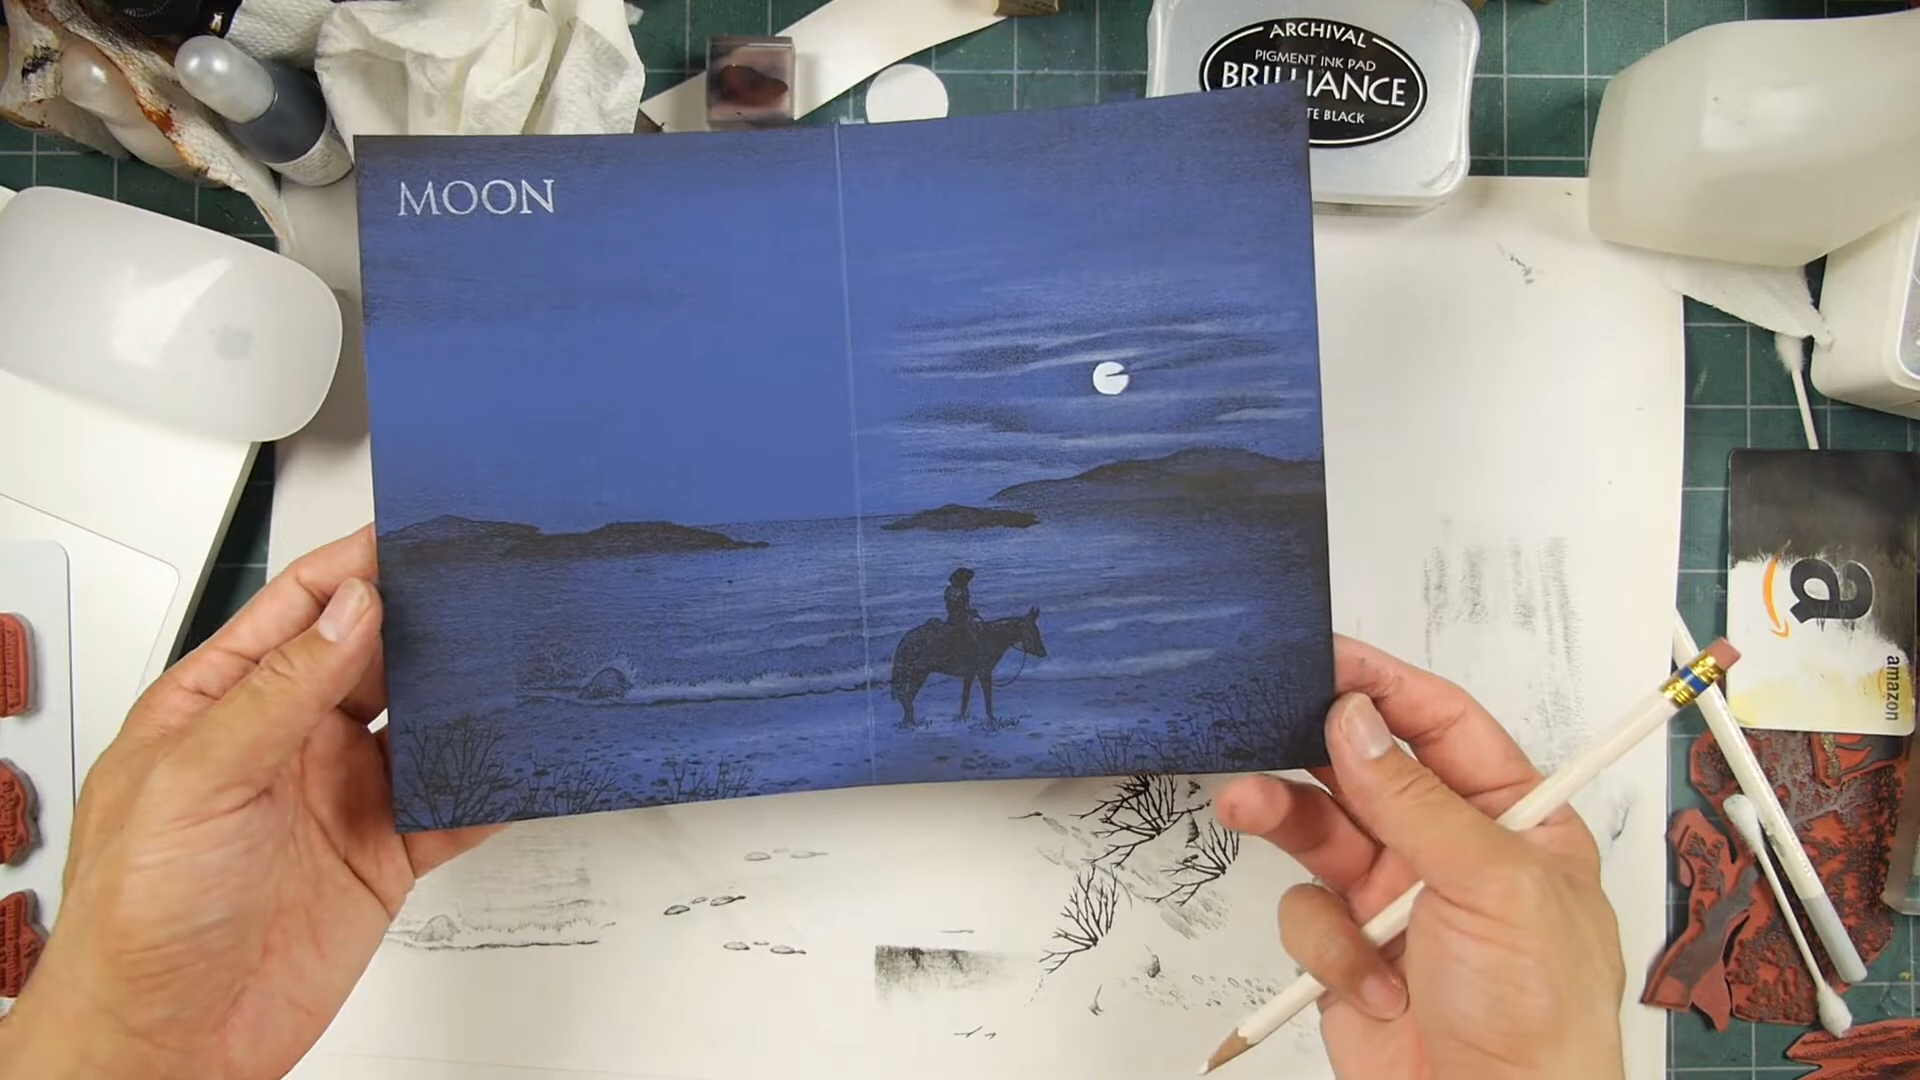 ARCHIVAL
PIGMENT INK PAD
BRILLIANCE
TE BLACK
MOON
a
amazon